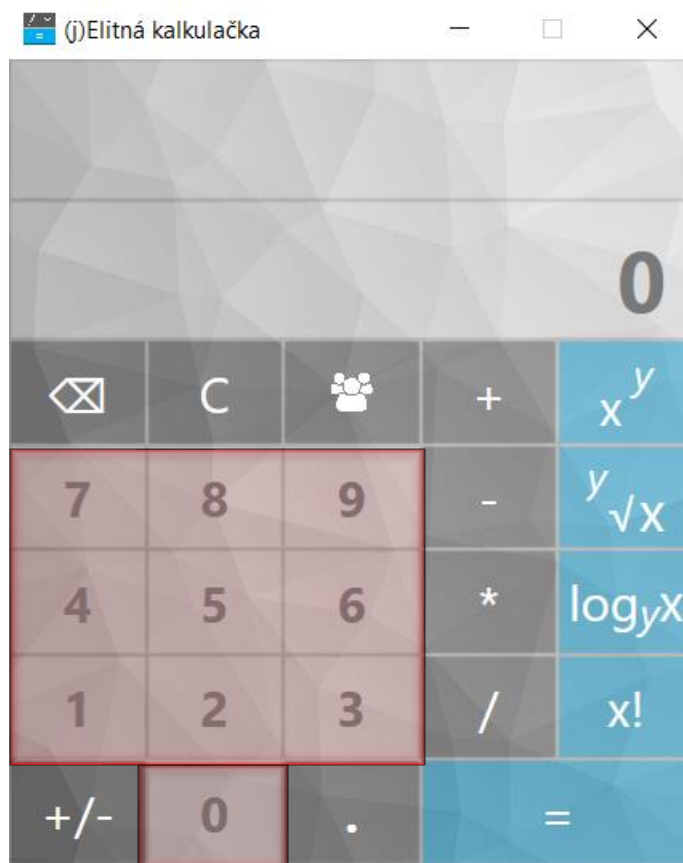 (j)Elitná kalkulačka
0
C + xʸ
7 8 9 - ʸ√x
4 5 6 * logᵧx
1 2 3 / x!
+/- 0 . =